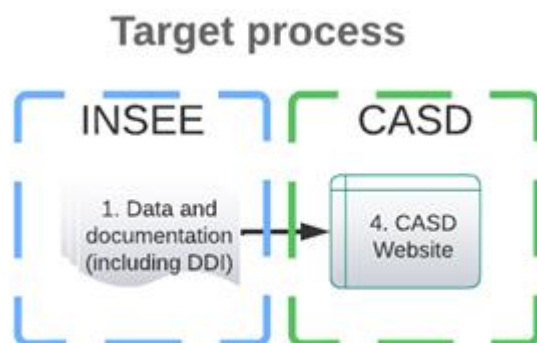 Target process
INSEE
CASD
1. Data and
documentation
(including DDI)
4. CASD
Website